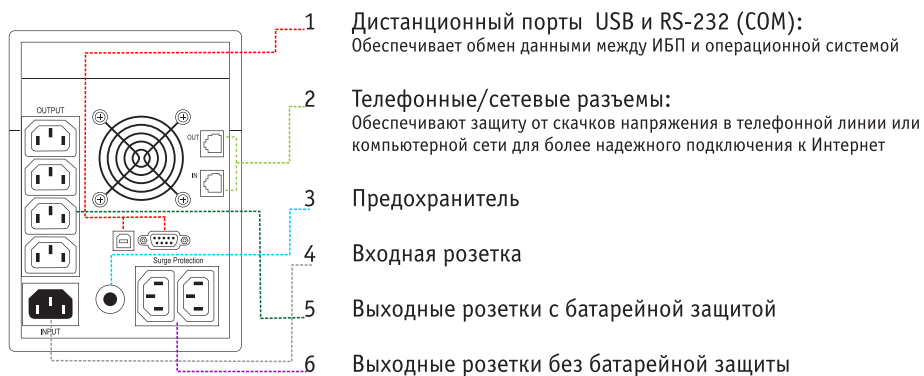 1 Дистанционный порты USB и RS-232 (COM):
Обеспечивает обмен данными между ИБП и операционной системой
2 Телефонные/сетевые разъемы:
Обеспечивают защиту от скачков напряжения в телефонной линии или
компьютерной сети для более надежного подключения к Интернет
3 Предохранитель
4 Входная розетка
5 Выходные розетки с батарейной защитой
6 Выходные розетки без батарейной защиты
OUTPUT
OUT
IN
Surge Protection
INPUT